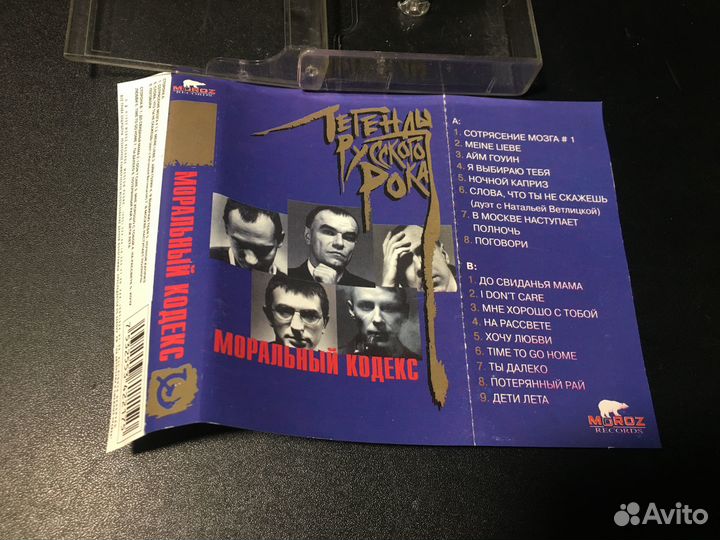 MOROZ
RECORDS
МОРАЛЬНЫЙ КОДЕКС
ЛЕГЕНДЫ
РУССКОГО
РОКА
МОРАЛЬНЫЙ КОДЕКС
A:
1. СОТРЯСЕНИЕ МОЗГА # 1
2. MEINE LIEBE
3. АЙМ ГОУИН
4. Я ВЫБИРАЮ ТЕБЯ
5. НОЧНОЙ КАПРИЗ
6. СЛОВА, ЧТО ТЫ НЕ СКАЖЕШЬ
(дуэт с Натальей Ветлицкой)
7. В МОСКВЕ НАСТУПАЕТ
ПОЛНОЧЬ
8. ПОГОВОРИ
B:
1. ДО СВИДАНЬЯ МАМА
2. I DON'T CARE
3. МНЕ ХОРОШО С ТОБОЙ
4. НА РАССВЕТЕ
5. ХОЧУ ЛЮБВИ
6. TIME TO GO HOME
7. ТЫ ДАЛЕКО
8. ПОТЕРЯННЫЙ РАЙ
9. ДЕТИ ЛЕТА
MOROZ
RECORDS
Avito